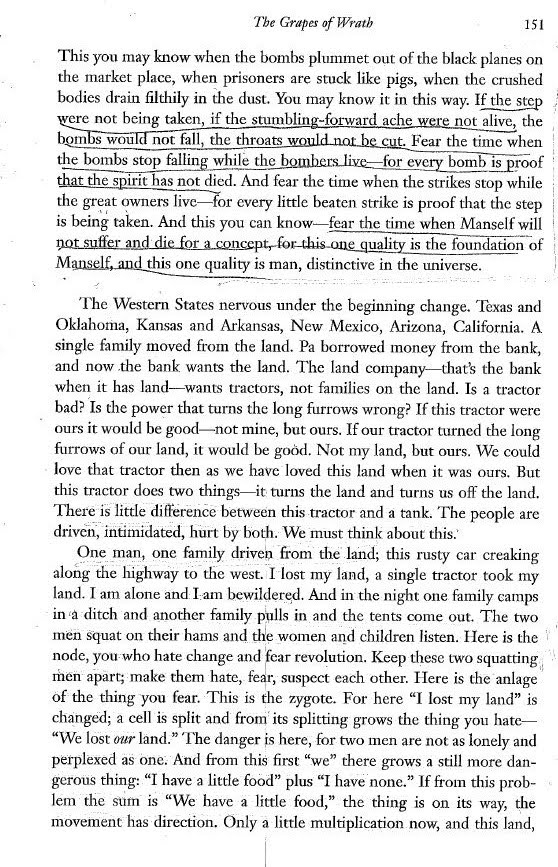 The Grapes of Wrath 151
This you may know when the bombs plummet out of the black planes on
the market place, when prisoners are stuck like pigs, when the crushed
bodies drain filthily in the dust. You may know it in this way. If the step
were not being taken, if the stumbling-forward ache were not alive, the
bombs would not fall, the throats would not be cut. Fear the time when
the bombs stop falling while the bombers live—for every bomb is proof
that the spirit has not died. And fear the time when the strikes stop while
the great owners live—for every little beaten strike is proof that the step
is being taken. And this you can know—fear the time when Manself will
not suffer and die for a concept, for this one quality is the foundation of
Manself, and this one quality is man, distinctive in the universe.
The Western States nervous under the beginning change. Texas and
Oklahoma, Kansas and Arkansas, New Mexico, Arizona, California. A
single family moved from the land. Pa borrowed money from the bank,
and now the bank wants the land. The land company—that's the bank
when it has land—wants tractors, not families on the land. Is a tractor
bad? Is the power that turns the long furrows wrong? If this tractor were
ours it would be good—not mine, but ours. If our tractor turned the long
furrows of our land, it would be good. Not my land, but ours. We could
love that tractor then as we have loved this land when it was ours. But
this tractor does two things—it turns the land and turns us off the land.
There is little difference between this tractor and a tank. The people are
driven, intimidated, hurt by both. We must think about this.
One man, one family driven from the land; this rusty car creaking
along the highway to the west. I lost my land, a single tractor took my
land. I am alone and I am bewildered. And in the night one family camps
in a ditch and another family pulls in and the tents come out. The two
men squat on their hams and the women and children listen. Here is the
node, you who hate change and fear revolution. Keep these two squatting
men apart; make them hate, fear, suspect each other. Here is the anlage
of the thing you fear. This is the zygote. For here "I lost my land" is
changed; a cell is split and from its splitting grows the thing you hate—
"We lost our land." The danger is here, for two men are not as lonely and
perplexed as one. And from this first "we" there grows a still more dan-
gerous thing: "I have a little food" plus "I have none." If from this prob-
lem the sum is "We have a little food," the thing is on its way, the
movement has direction. Only a little multiplication now, and this land,